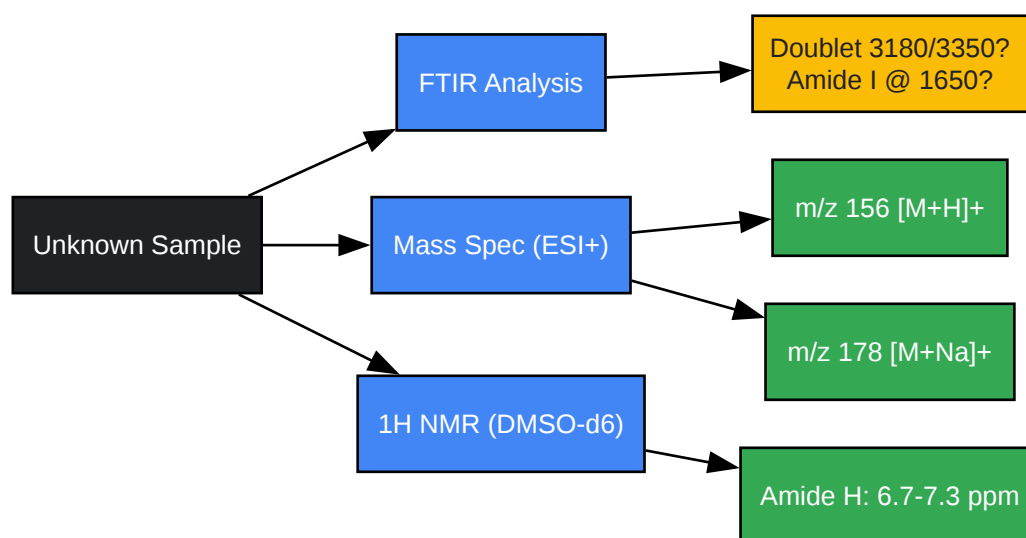 Doublet 3180/3350?
Amide I @ 1650?
FTIR Analysis
m/z 156 [M+H]+
Unknown Sample
Mass Spec (ESI+)
m/z 178 [M+Na]+
1H NMR (DMSO-d6)
Amide H: 6.7-7.3 ppm